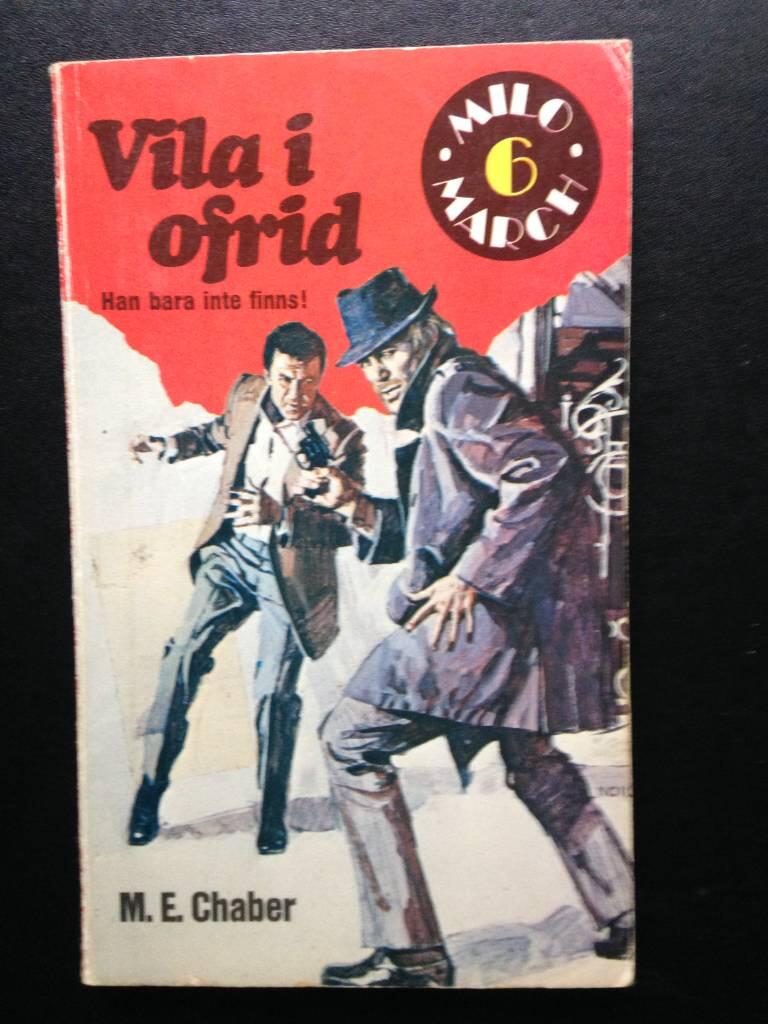 Vila i
ofrid
Han bara inte finns!
MILO
6
MARCH
M. E. Chaber